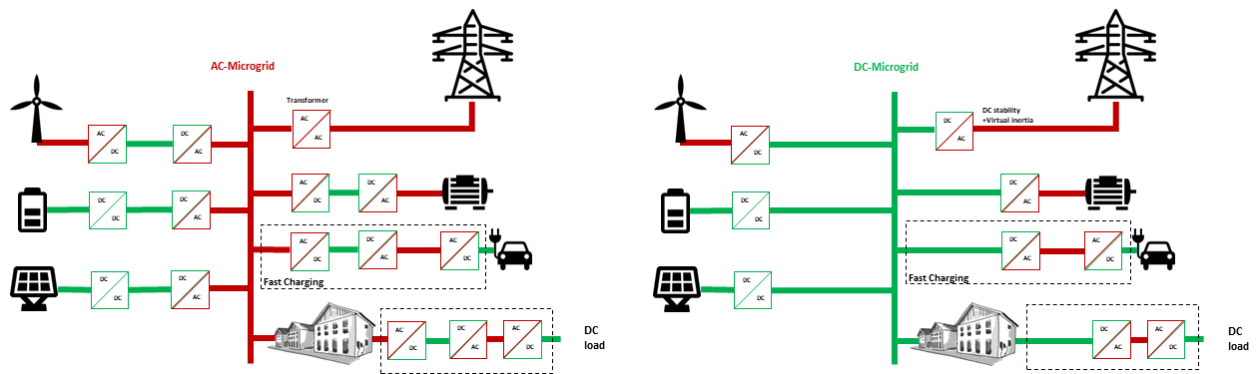 AC-Microgrid
Transformer
AC
AC
AC
DC
DC
AC
AC
DC
DC
AC
DC
DC
DC
AC
AC
DC
DC
AC
AC
DC
Fast Charging
DC
DC
DC
AC
AC
DC
DC
AC
AC
DC
DC
load
DC-Microgrid
DC stability
+Virtual inertia
DC
AC
AC
DC
DC
AC
DC
DC
DC
AC
AC
DC
Fast Charging
DC
DC
DC
AC
AC
DC
DC
load